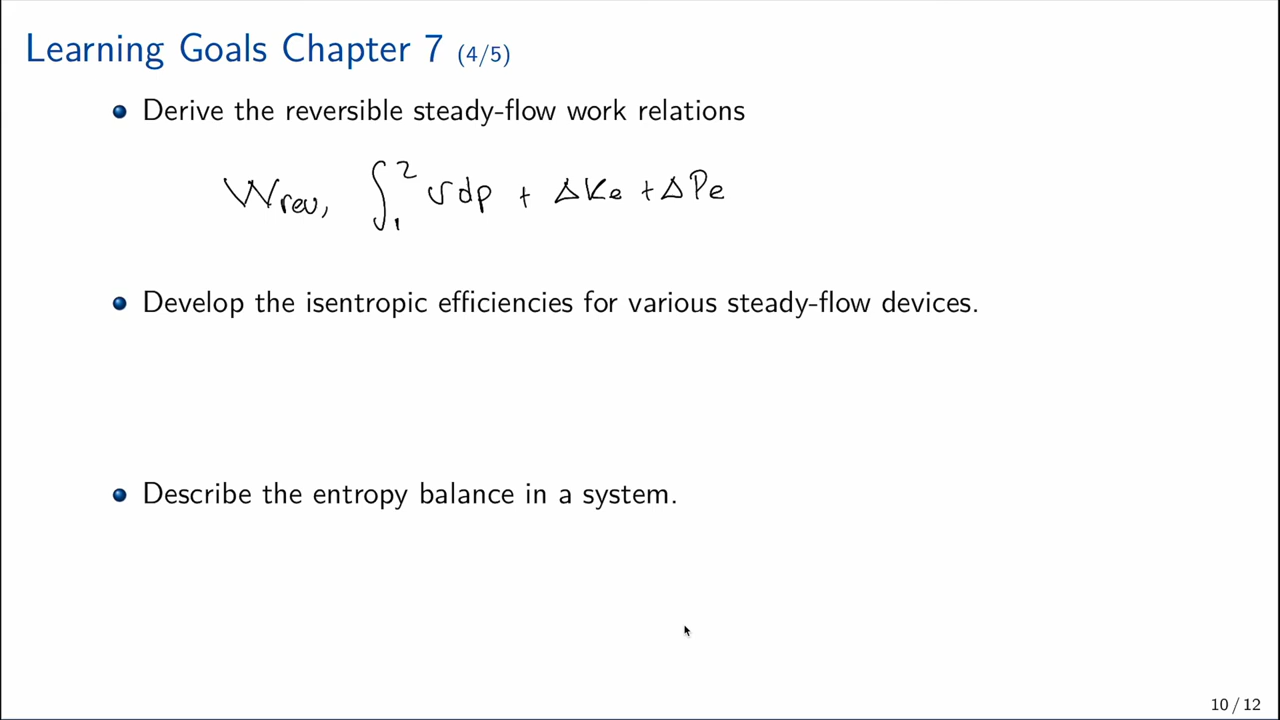 Learning Goals Chapter 7 (4/5)
• Derive the reversible steady-flow work relations
Wrev, ∫₁² vdp + ΔKe + ΔPe
• Develop the isentropic efficiencies for various steady-flow devices.
• Describe the entropy balance in a system.
10 / 12